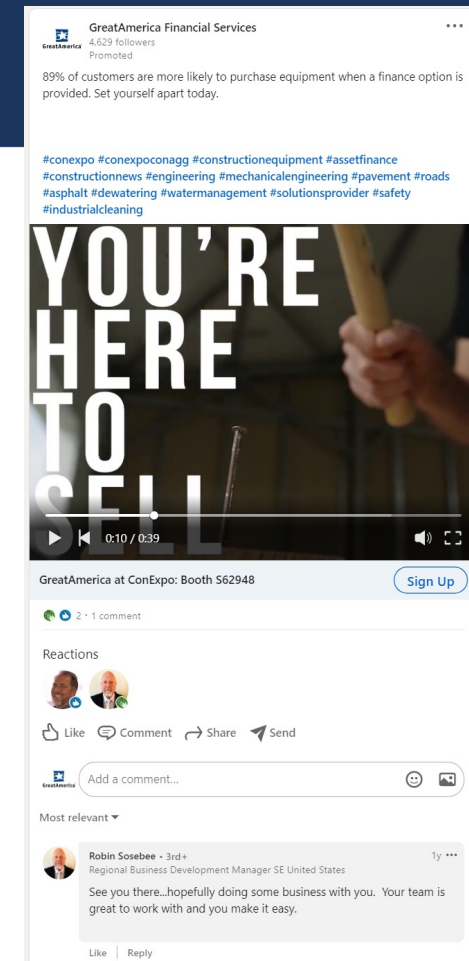 GreatAmerica Financial Services
GreatAmerica
4,629 followers
Promoted
89% of customers are more likely to purchase equipment when a finance option is
provided. Set yourself apart today.
#conexpo #conexpoconagg #constructionequipment #assetfinance
#constructionnews #engineering #mechanicalengineering #pavement #roads
#asphalt #dewatering #watermanagement #solutionsprovider #safety
#industrialcleaning
YOU'RE
HERE
TO
SELL
0:10 / 0:39
GreatAmerica at ConExpo: Booth S62948
Sign Up
2 · 1 comment
Reactions
Like Comment Share Send
GreatAmerica
Add a comment...
Most relevant
Robin Sosebee · 3rd+
1y
Regional Business Development Manager SE United States
See you there...hopefully doing some business with you. Your team is
great to work with and you make it easy.
Like Reply